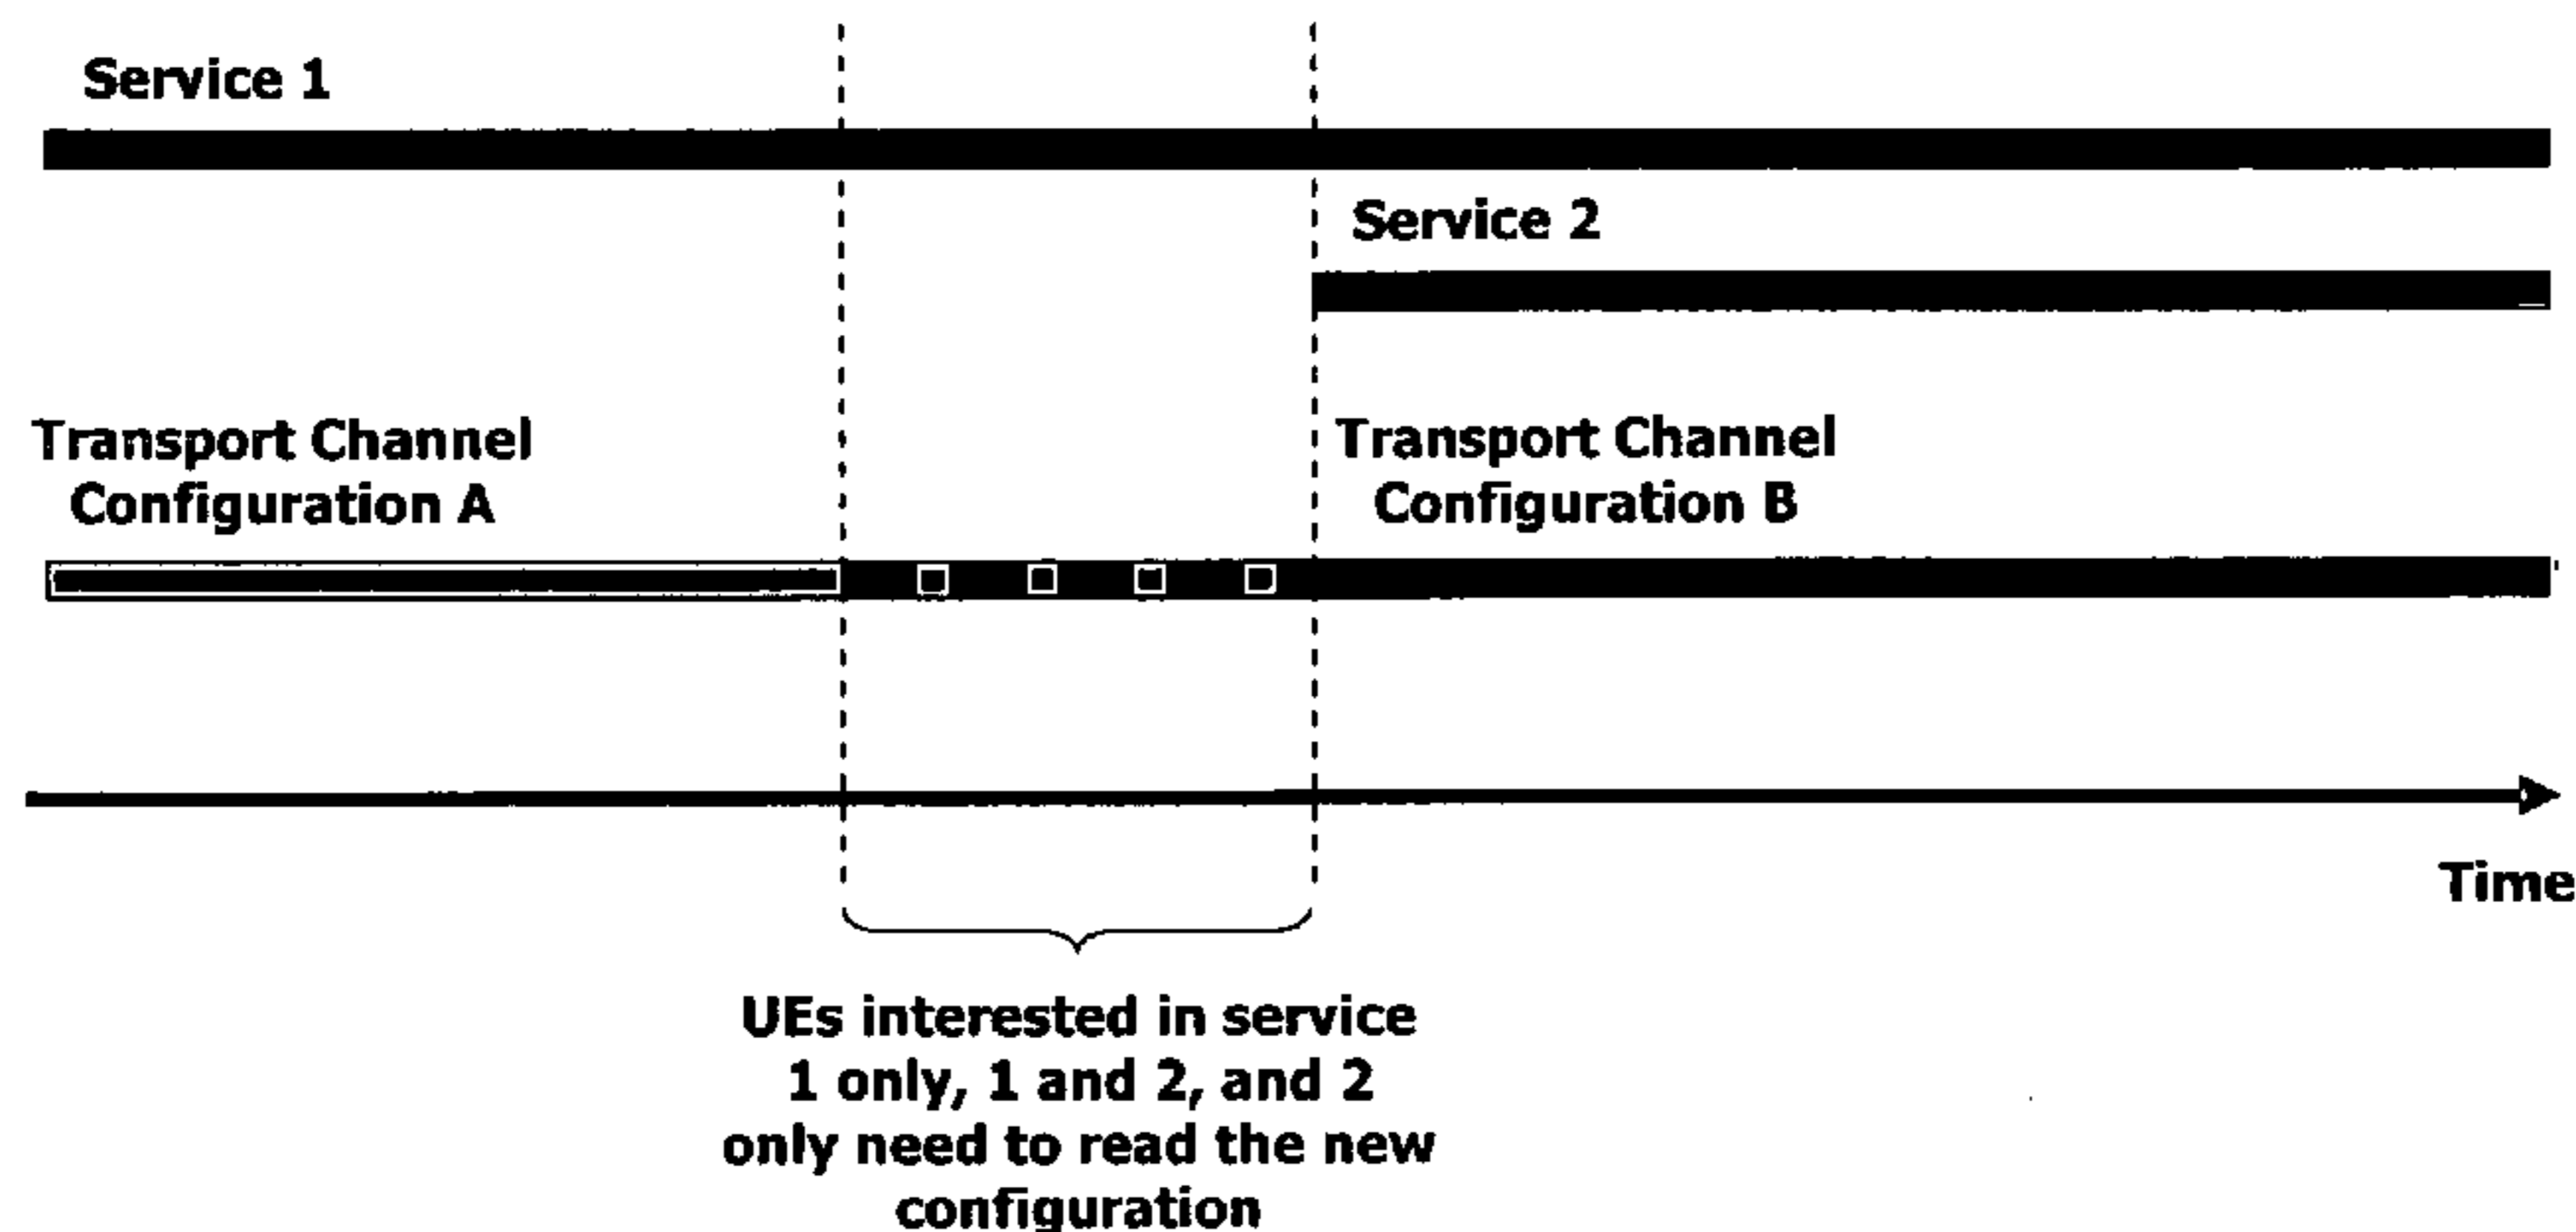 Service 1
Service 2
Transport Channel
Configuration A
Transport Channel
Configuration B
Time
UEs interested in service
1 only, 1 and 2, and 2
only need to read the new
configuration